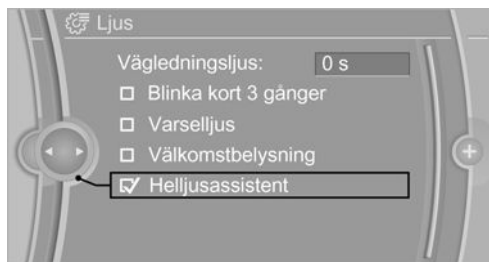 Ljus
Vägledningsljus: 0 s
Blinka kort 3 gånger
Varselljus
Välkomstbelysning
Helljusassistent